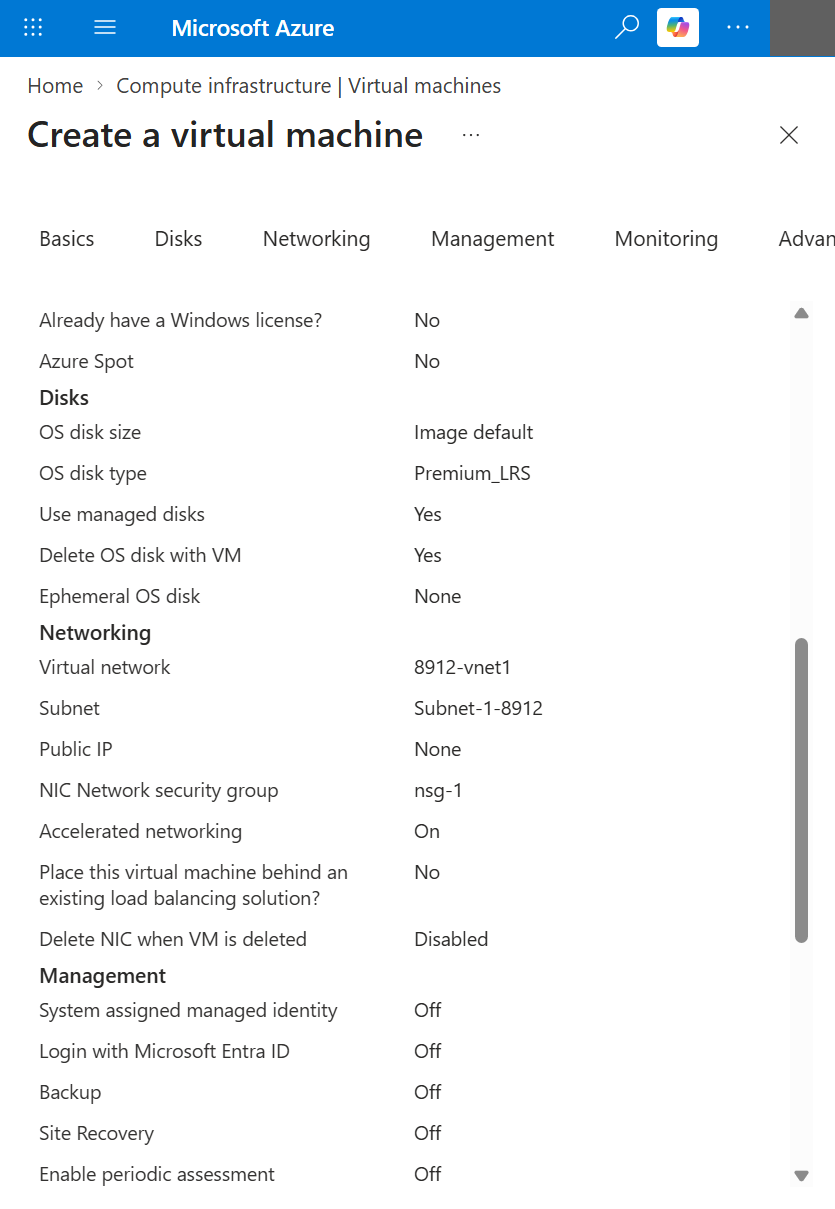 Microsoft Azure
Home > Compute infrastructure | Virtual machines
Create a virtual machine ...
Basics Disks Networking Management Monitoring Advan
Already have a Windows license? No
Azure Spot No
Disks
OS disk size Image default
OS disk type Premium_LRS
Use managed disks Yes
Delete OS disk with VM Yes
Ephemeral OS disk None
Networking
Virtual network 8912-vnet1
Subnet Subnet-1-8912
Public IP None
NIC Network security group nsg-1
Accelerated networking On
Place this virtual machine behind an No
existing load balancing solution?
Delete NIC when VM is deleted Disabled
Management
System assigned managed identity Off
Login with Microsoft Entra ID Off
Backup Off
Site Recovery Off
Enable periodic assessment Off